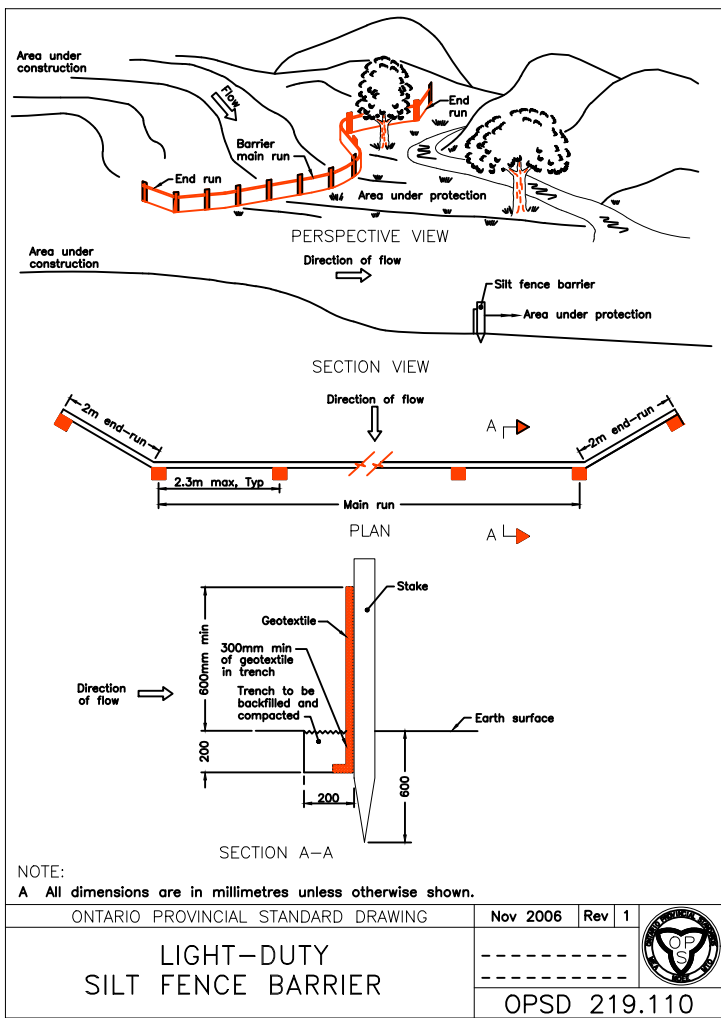 Area under
construction
Flow
End
run
Barrier
main run
End run
Area under protection
PERSPECTIVE VIEW
Area under
construction
Direction of flow
Silt fence barrier
Area under protection
SECTION VIEW
Direction of flow
2m end-run
A
2m end-run
2.3m max, Typ
Main run
PLAN
A
Stake
Geotextile
600mm min
300mm min
of geotextile
in trench
Direction
of flow
Trench to be
backfilled and
compacted
Earth surface
200
600
200
SECTION A-A
NOTE:
A All dimensions are in millimetres unless otherwise shown.
ONTARIO PROVINCIAL STANDARD DRAWING
Nov 2006
Rev
1
LIGHT-DUTY
SILT FENCE BARRIER
ONTARIO PROVINCIAL STANDARDS
OPS
OPSD 219.110